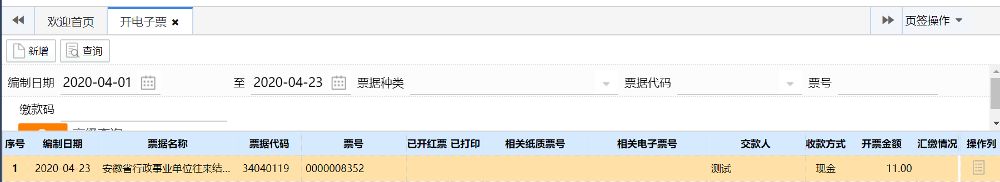 欢迎首页 开电子票 页签操作
新增 查询
编制日期 2020-04-01 至 2020-04-23 票据种类 票据代码 票号
缴款码
高级查询
序号 编制日期 票据名称 票据代码 票号 已开红票 已打印 相关纸质票号 相关电子票号 交款人 收款方式 开票金额 汇缴情况 操作列
1 2020-04-23 安徽省行政事业单位往来结... 34040119 0000008352 测试 现金 11.00